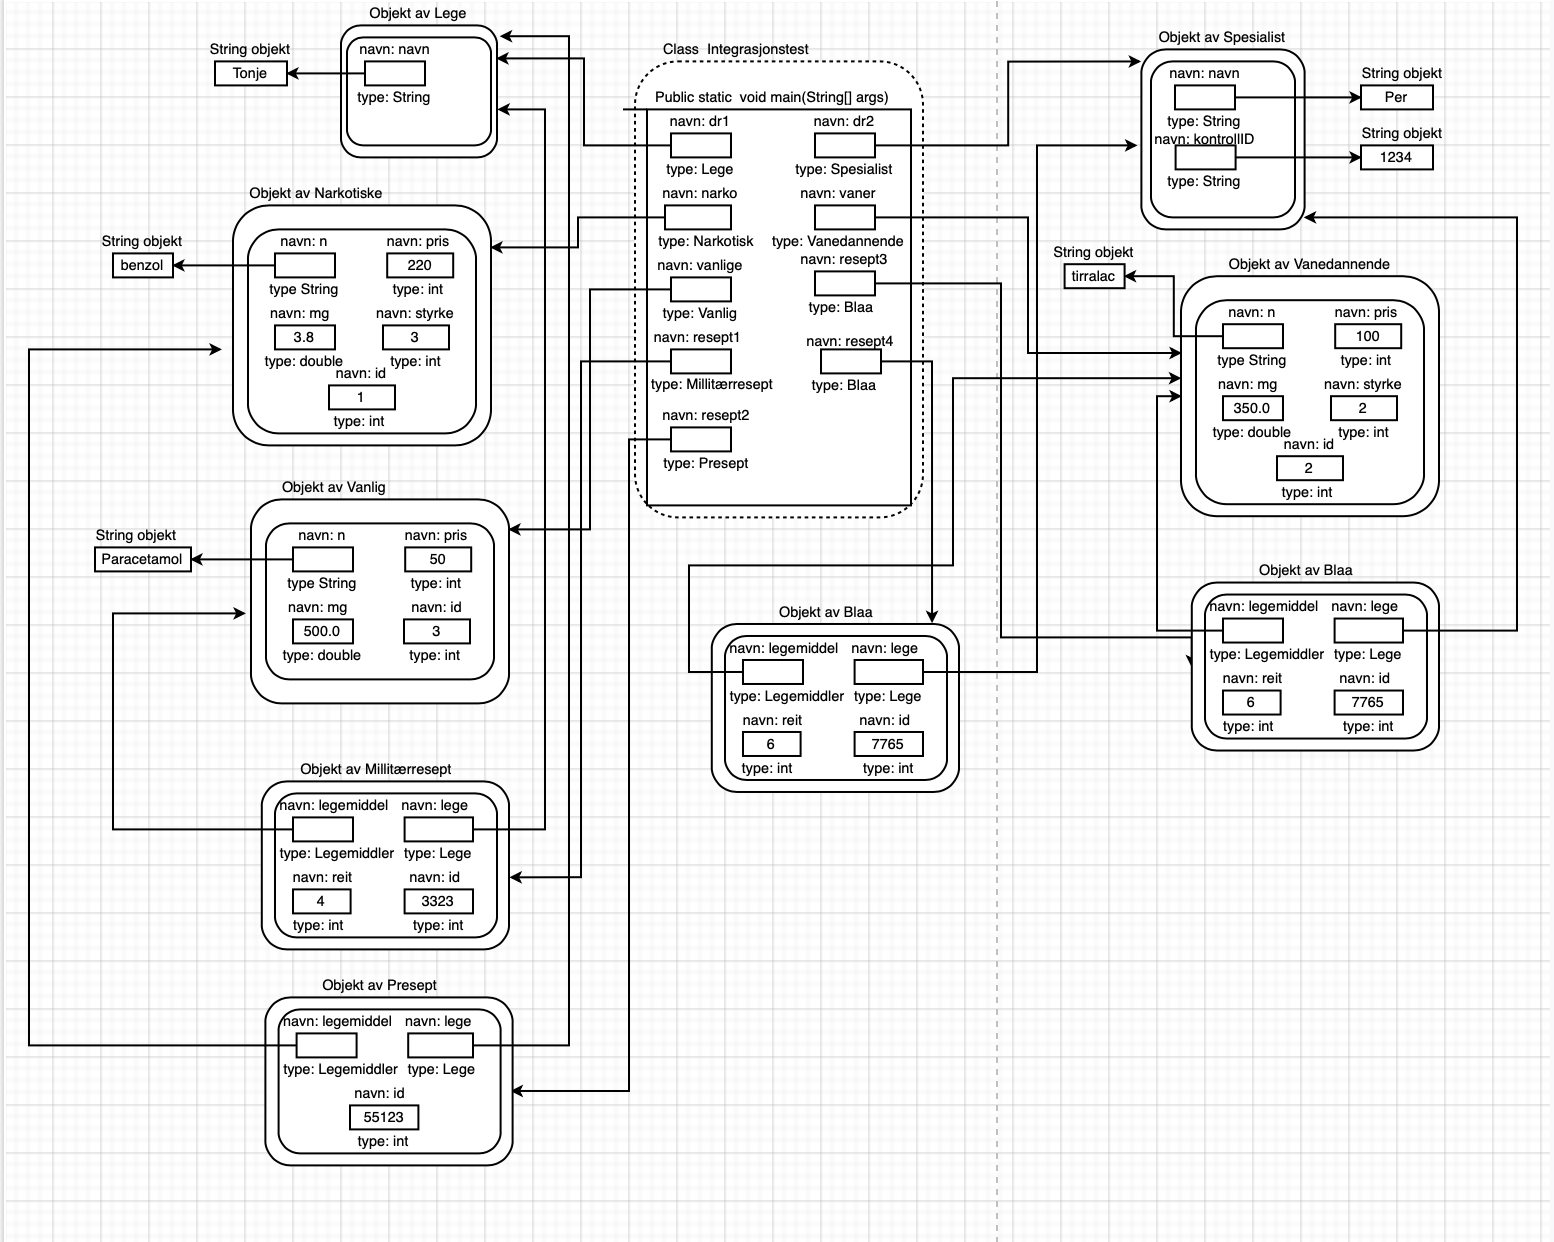 Objekt av Lege
String objekt
Tonje
navn: navn
type: String
Objekt av Narkotiske
String objekt
benzol
navn: n
navn: pris
220
type String
type: int
navn: mg
navn: styrke
3.8
3
type: double
type: int
navn: id
1
type: int
Objekt av Vanlig
String objekt
Paracetamol
navn: n
navn: pris
50
type String
type: int
navn: mg
navn: id
500.0
3
type: double
type: int
Objekt av Millitærresept
navn: legemiddel
navn: lege
type: Legemiddler
type: Lege
navn: reit
navn: id
4
3323
type: int
type: int
Objekt av Presept
navn: legemiddel
navn: lege
type: Legemiddler
type: Lege
navn: id
55123
type: int
Class Integrasjonstest
Public static void main(String[] args)
navn: dr1
navn: dr2
type: Lege
type: Spesialist
navn: narko
navn: vaner
type: Narkotisk
type: Vanedannende
navn: vanlige
navn: resept3
type: Vanlig
type: Blaa
navn: resept1
navn: resept4
type: Millitærresept
type: Blaa
navn: resept2
type: Presept
Objekt av Blaa
navn: legemiddel
navn: lege
type: Legemiddler
type: Lege
navn: reit
navn: id
6
7765
type: int
type: int
Objekt av Spesialist
navn: navn
String objekt
Per
type: String
navn: kontrollID
String objekt
1234
type: String
String objekt
tirralac
Objekt av Vanedannende
navn: n
navn: pris
100
type String
type: int
navn: mg
navn: styrke
350.0
2
type: double
type: int
navn: id
2
type: int
Objekt av Blaa
navn: legemiddel
navn: lege
type: Legemiddler
type: Lege
navn: reit
navn: id
6
7765
type: int
type: int